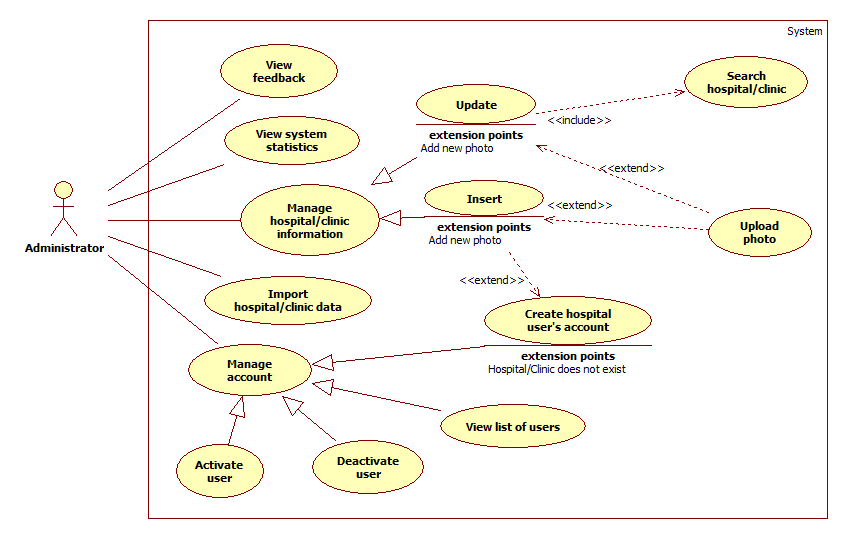 System
View
feedback
Update
Search
hospital/clinic
<<include>>
extension points
Add new photo
View system
statistics
<<extend>>
Manage
hospital/clinic
information
Insert
<<extend>>
extension points
Add new photo
Upload
photo
Administrator
<<extend>>
Import
hospital/clinic data
Create hospital
user's account
extension points
Hospital/Clinic does not exist
Manage
account
View list of users
Activate
user
Deactivate
user